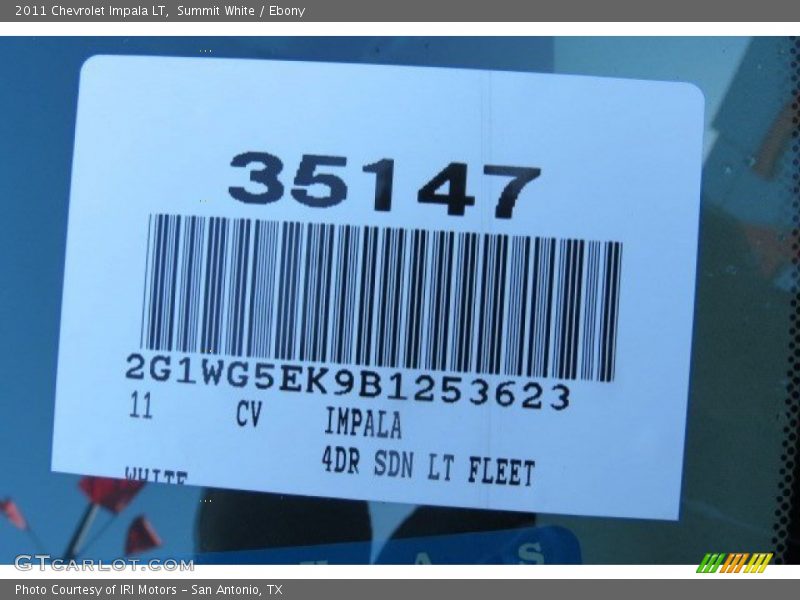 2011 Chevrolet Impala LT, Summit White / Ebony
35147
2G1WG5EK9B1253623
11 CV IMPALA
4DR SDN LT FLEET
WHITE
A S
GTCARLOT.COM
Photo Courtesy of IRI Motors - San Antonio, TX